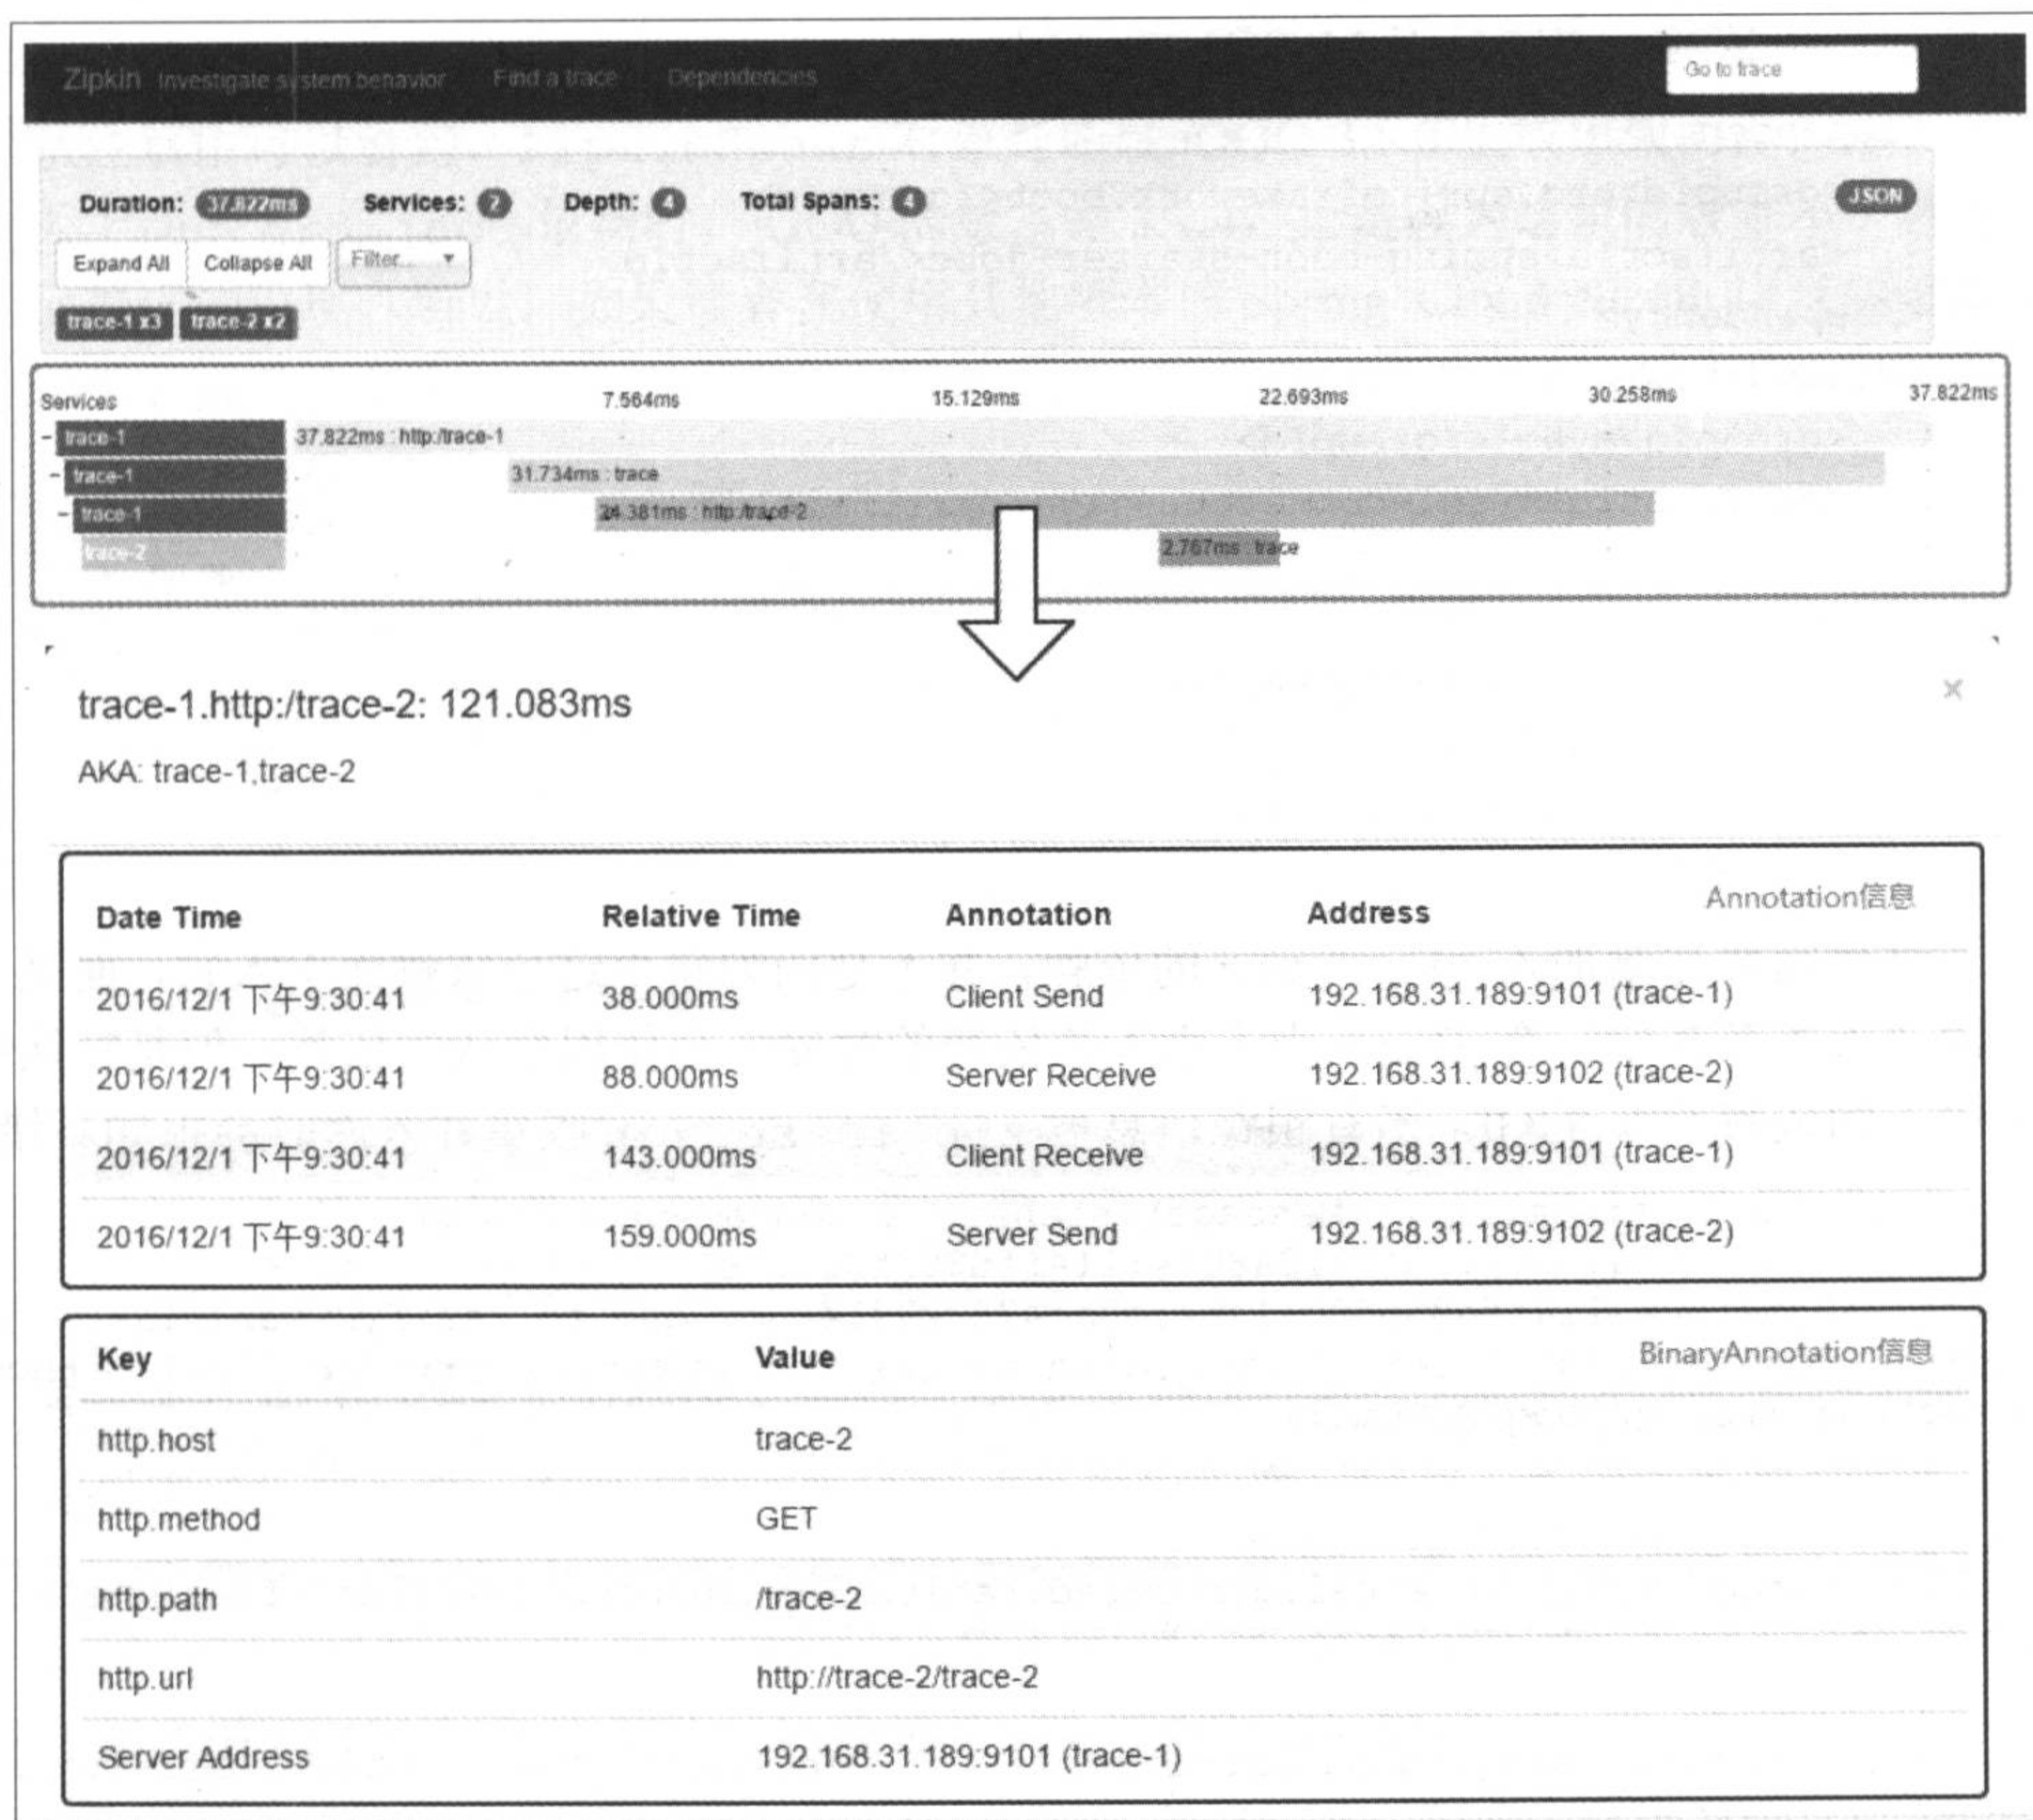 Zipkin Investigate system behavior Find a trace Dependencies Go to trace
Duration: 37.822ms Services: 2 Depth: 4 Total Spans: 4 JSON
Expand All Collapse All Filter...
trace-1 x3 trace-2 x2
Services 7.564ms 15.129ms 22.693ms 30.258ms 37.822ms
- trace-1 37.822ms : http:/trace-1
- trace-1 31.734ms : trace
- trace-1 24.381ms : http:/trace-2
trace-2 2.767ms : trace
trace-1.http:/trace-2: 121.083ms ×
AKA: trace-1,trace-2
Annotation信息
Date Time Relative Time Annotation Address
2016/12/1 下午9:30:41 38.000ms Client Send 192.168.31.189:9101 (trace-1)
2016/12/1 下午9:30:41 88.000ms Server Receive 192.168.31.189:9102 (trace-2)
2016/12/1 下午9:30:41 143.000ms Client Receive 192.168.31.189:9101 (trace-1)
2016/12/1 下午9:30:41 159.000ms Server Send 192.168.31.189:9102 (trace-2)
Key Value BinaryAnnotation信息
http.host trace-2
http.method GET
http.path /trace-2
http.url http://trace-2/trace-2
Server Address 192.168.31.189:9101 (trace-1)